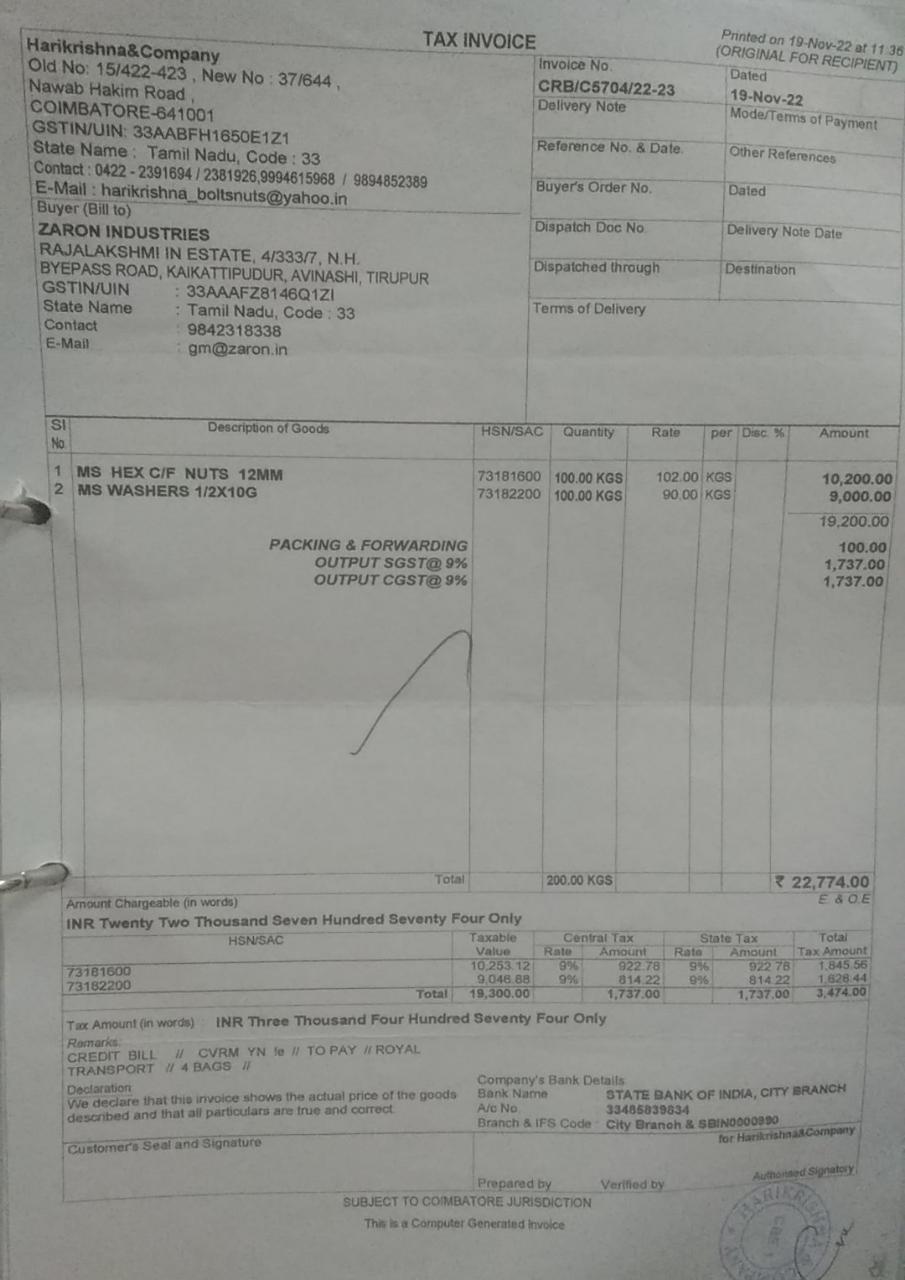 TAX INVOICE
Printed on 19-Nov-22 at 11:36
(ORIGINAL FOR RECIPIENT)
Harikrishna&Company
Old No: 15/422-423 , New No : 37/644 ,
Nawab Hakim Road ,
COIMBATORE-641001
GSTIN/UIN: 33AABFH1650E1Z1
State Name : Tamil Nadu, Code : 33
Contact : 0422 - 2391694 / 2381926,9994615968 / 9894852389
E-Mail : harikrishna_boltsnuts@yahoo.in
Invoice No. Dated
CRB/C5704/22-23 19-Nov-22
Delivery Note Mode/Terms of Payment
Reference No. & Date. Other References
Buyer's Order No. Dated
Dispatch Doc No. Delivery Note Date
Dispatched through Destination
Terms of Delivery
Buyer (Bill to)
ZARON INDUSTRIES
RAJALAKSHMI IN ESTATE, 4/333/7, N.H.
BYEPASS ROAD, KAIKATTIPUDUR, AVINASHI, TIRUPUR
GSTIN/UIN : 33AAAFZ8146Q1ZI
State Name : Tamil Nadu, Code : 33
Contact : 9842318338
E-Mail : gm@zaron.in
Sl No. Description of Goods HSN/SAC Quantity Rate per Disc. % Amount
1 MS HEX C/F NUTS 12MM 73181600 100.00 KGS 102.00 KGS 10,200.00
2 MS WASHERS 1/2X10G 73182200 100.00 KGS 90.00 KGS 9,000.00
19,200.00
PACKING & FORWARDING 100.00
OUTPUT SGST@ 9% 1,737.00
OUTPUT CGST@ 9% 1,737.00
Total 200.00 KGS ₹ 22,774.00
Amount Chargeable (in words) E. & O.E
INR Twenty Two Thousand Seven Hundred Seventy Four Only
HSN/SAC Taxable Value Central Tax State Tax Total Tax Amount
Rate Amount Rate Amount
73181600 10,253.12 9% 922.78 9% 922.78 1,845.56
73182200 9,046.88 9% 814.22 9% 814.22 1,628.44
Total 19,300.00 1,737.00 1,737.00 3,474.00
Tax Amount (in words) : INR Three Thousand Four Hundred Seventy Four Only
Remarks:
CREDIT BILL // CVRM YN !e // TO PAY // ROYAL
TRANSPORT // 4 BAGS //
Declaration
We declare that this invoice shows the actual price of the goods
described and that all particulars are true and correct.
Company's Bank Details
Bank Name : STATE BANK OF INDIA, CITY BRANCH
A/c No. : 33485839834
Branch & IFS Code : City Branch & SBIN0000990
Customer's Seal and Signature
for Harikrishna&Company
Prepared by Verified by Authorised Signatory
SUBJECT TO COIMBATORE JURISDICTION
This is a Computer Generated Invoice
HARIKRISHNA